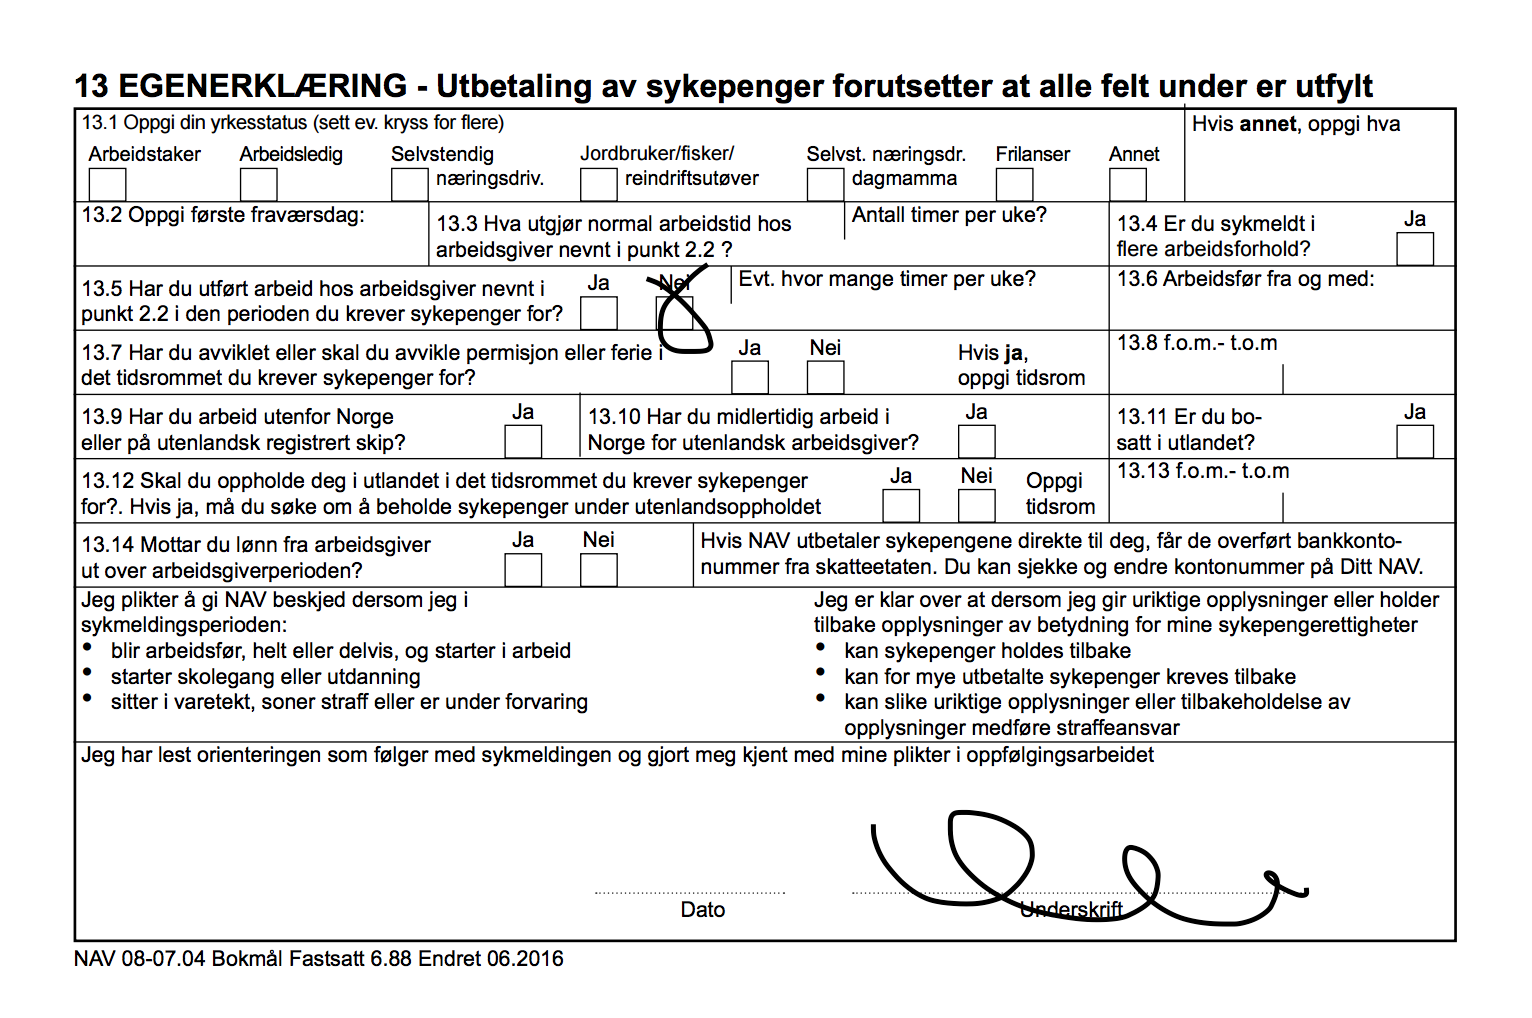 13 EGENERKLÆRING - Utbetaling av sykepenger forutsetter at alle felt under er utfylt
13.1 Oppgi din yrkesstatus (sett ev. kryss for flere)
Hvis annet, oppgi hva
Arbeidstaker
Arbeidsledig
Selvstendig
næringsdriv.
Jordbruker/fisker/
reindriftsutøver
Selvst. næringsdr.
dagmamma
Frilanser
Annet
13.2 Oppgi første fraværsdag:
13.3 Hva utgjør normal arbeidstid hos
arbeidsgiver nevnt i punkt 2.2 ?
Antall timer per uke?
13.4 Er du sykmeldt i
flere arbeidsforhold?
Ja
13.5 Har du utført arbeid hos arbeidsgiver nevnt i
punkt 2.2 i den perioden du krever sykepenger for?
Ja
Nei
Evt. hvor mange timer per uke?
13.6 Arbeidsfør fra og med:
13.7 Har du avviklet eller skal du avvikle permisjon eller ferie i
det tidsrommet du krever sykepenger for?
Ja
Nei
Hvis ja,
oppgi tidsrom
13.8 f.o.m.- t.o.m
13.9 Har du arbeid utenfor Norge
eller på utenlandsk registrert skip?
Ja
13.10 Har du midlertidig arbeid i
Norge for utenlandsk arbeidsgiver?
Ja
13.11 Er du bo-
satt i utlandet?
Ja
13.12 Skal du oppholde deg i utlandet i det tidsrommet du krever sykepenger
for?. Hvis ja, må du søke om å beholde sykepenger under utenlandsoppholdet
Ja
Nei
Oppgi
tidsrom
13.13 f.o.m.- t.o.m
13.14 Mottar du lønn fra arbeidsgiver
ut over arbeidsgiverperioden?
Ja
Nei
Hvis NAV utbetaler sykepengene direkte til deg, får de overført bankkonto-
nummer fra skatteetaten. Du kan sjekke og endre kontonummer på Ditt NAV.
Jeg plikter å gi NAV beskjed dersom jeg i
sykmeldingsperioden:
• blir arbeidsfør, helt eller delvis, og starter i arbeid
• starter skolegang eller utdanning
• sitter i varetekt, soner straff eller er under forvaring
Jeg er klar over at dersom jeg gir uriktige opplysninger eller holder
tilbake opplysninger av betydning for mine sykepengerettigheter
• kan sykepenger holdes tilbake
• kan for mye utbetalte sykepenger kreves tilbake
• kan slike uriktige opplysninger eller tilbakeholdelse av
opplysninger medføre straffeansvar
Jeg har lest orienteringen som følger med sykmeldingen og gjort meg kjent med mine plikter i oppfølgingsarbeidet
Dato
Underskrift
NAV 08-07.04 Bokmål Fastsatt 6.88 Endret 06.2016